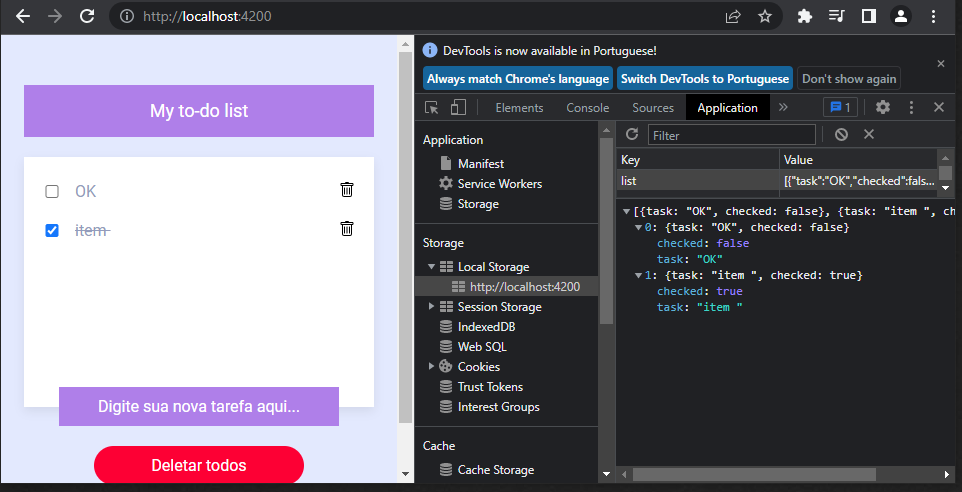 http://localhost:4200
My to-do list
OK
item
Digite sua nova tarefa aqui...
Deletar todos
DevTools is now available in Portuguese!
Always match Chrome's language
Switch DevTools to Portuguese
Don't show again
Elements
Console
Sources
Application
»
1
Application
Manifest
Service Workers
Storage
Storage
Local Storage
http://localhost:4200
Session Storage
IndexedDB
Web SQL
Cookies
Trust Tokens
Interest Groups
Cache
Cache Storage
Filter
Key
Value
list
[{"task":"OK","checked":fals...
[{task: "OK", checked: false}, {task: "item ", ch
0: {task: "OK", checked: false}
checked: false
task: "OK"
1: {task: "item ", checked: true}
checked: true
task: "item "